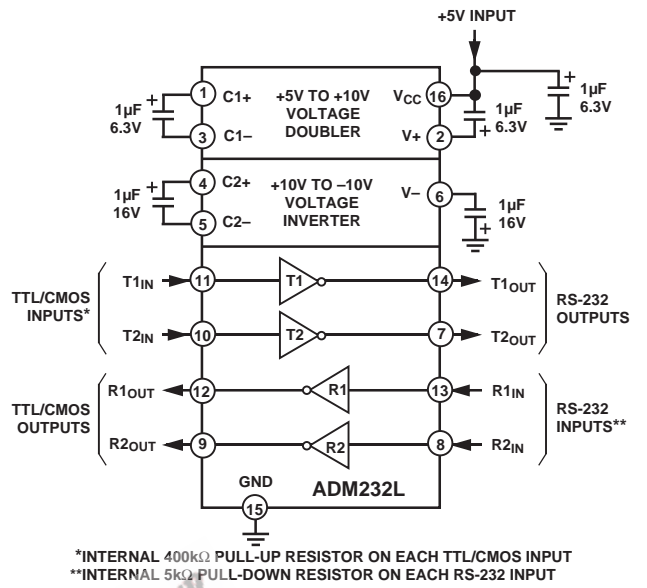 +5V INPUT
1 C1+ +5V TO +10V VCC 16
1µF + 6.3V
VOLTAGE
DOUBLER
3 C1– V+ 2
+ 1µF 6.3V
+ 1µF 6.3V
4 C2+ +10V TO –10V V– 6
1µF + 16V
VOLTAGE
INVERTER
5 C2–
1µF + 16V
TTL/CMOS
INPUTS*
T1IN 11 T1 14 T1OUT
T2IN 10 T2 7 T2OUT
RS-232
OUTPUTS
TTL/CMOS
OUTPUTS
R1OUT 12 R1 13 R1IN
R2OUT 9 R2 8 R2IN
RS-232
INPUTS**
GND
15
ADM232L
*INTERNAL 400kΩ PULL-UP RESISTOR ON EACH TTL/CMOS INPUT
**INTERNAL 5kΩ PULL-DOWN RESISTOR ON EACH RS-232 INPUT